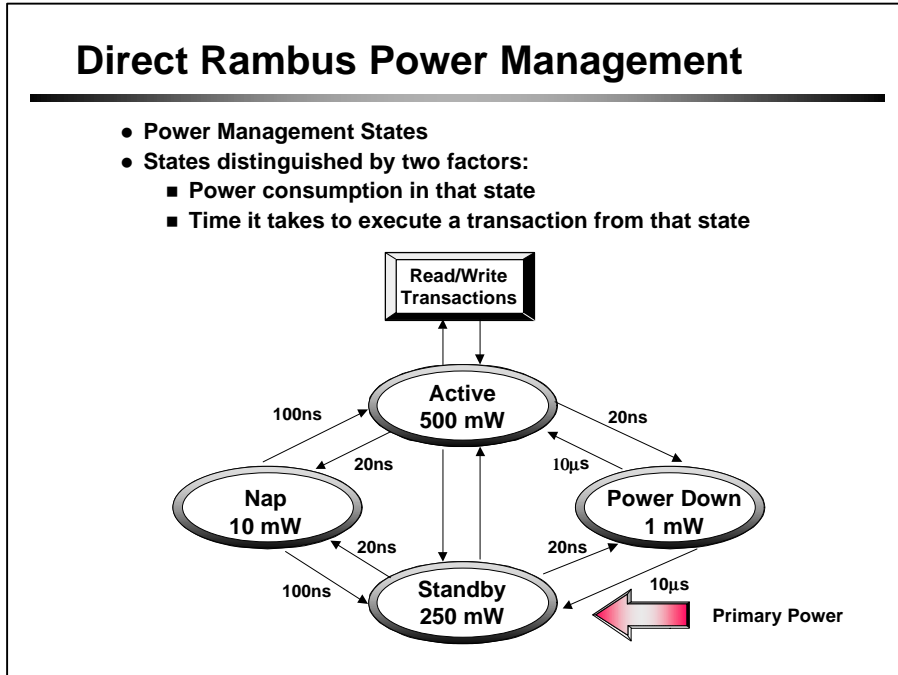 Direct Rambus Power Management
● Power Management States
● States distinguished by two factors:
■ Power consumption in that state
■ Time it takes to execute a transaction from that state
Read/Write
Transactions
Active
500 mW
100ns
20ns
20ns
10µs
Nap
10 mW
Power Down
1 mW
20ns
20ns
100ns
10µs
Standby
250 mW
Primary Power